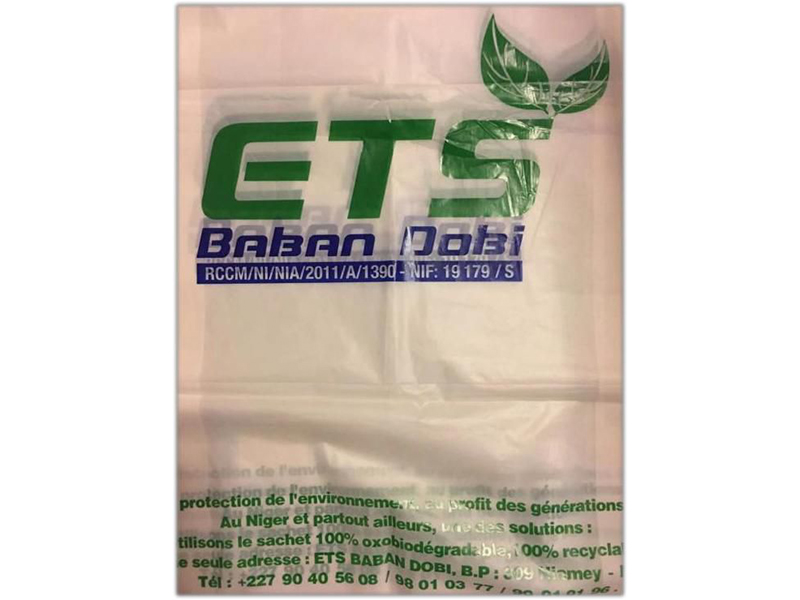 ETS
Baban Dobi
RCCM/NI/NIA/2011/A/1390 - NIF: 19 179 / S
protection de l'environnement, au profit des générations
Au Niger et partout ailleurs, une des solutions :
tilisons le sachet 100% oxobiodégradable, 100% recycla
e seule adresse : ETS BABAN DOBI, B.P : 309 Niamey -
Tél : +227 90 40 56 08 / 98 01 03 77 /